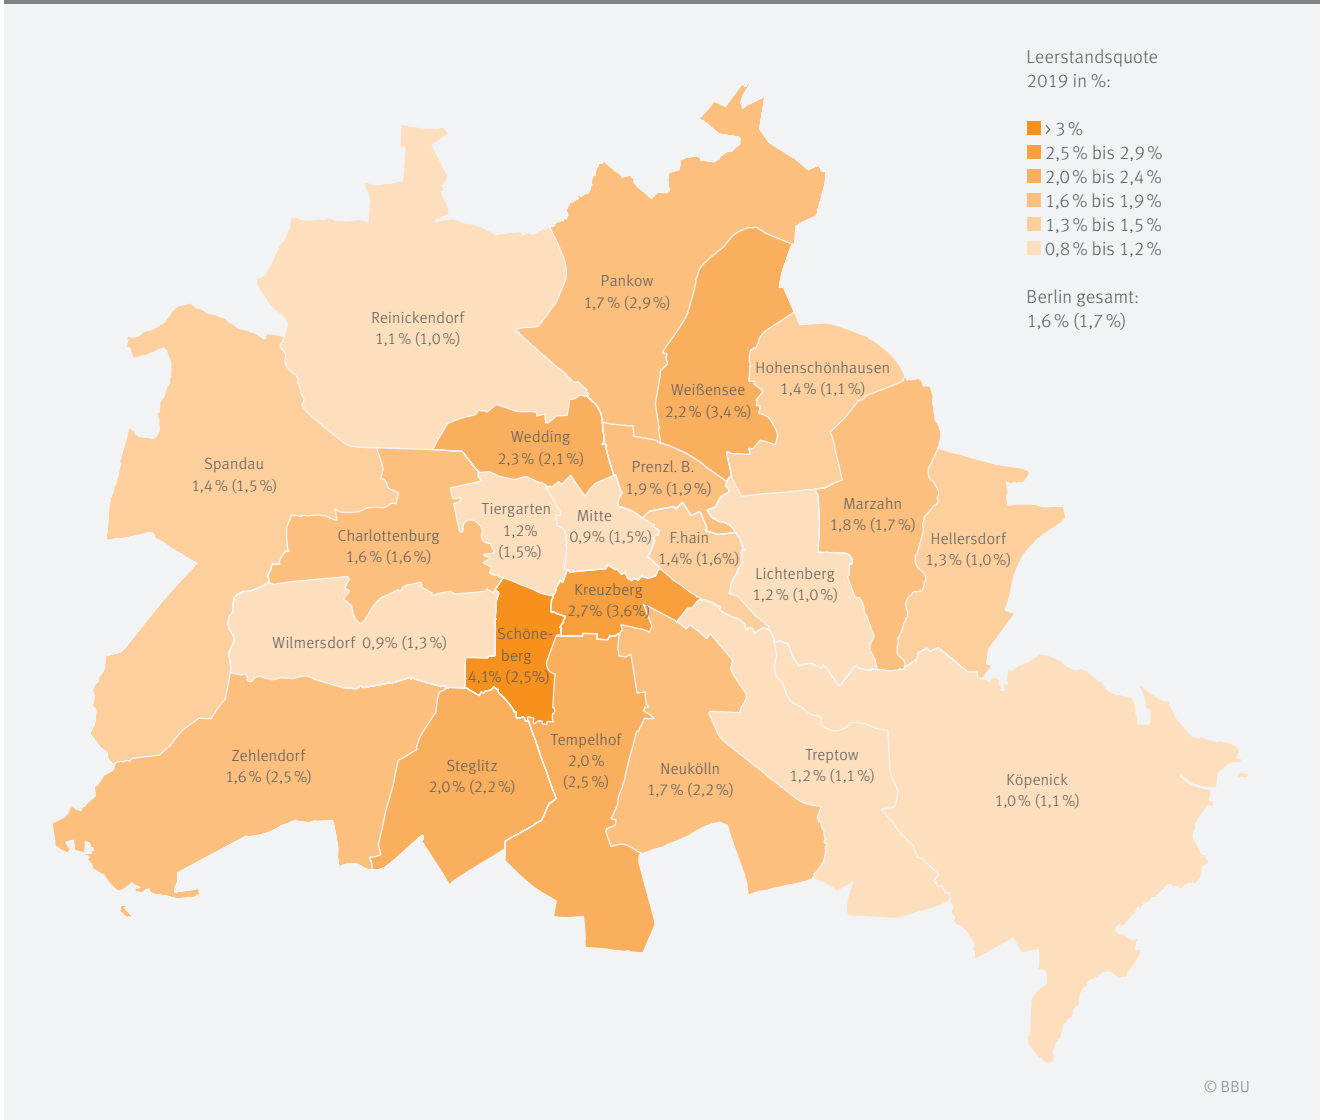 Leerstandsquote
2019 in %:
> 3 %
2,5 % bis 2,9 %
2,0 % bis 2,4 %
1,6 % bis 1,9 %
1,3 % bis 1,5 %
0,8 % bis 1,2 %
Berlin gesamt:
1,6 % (1,7 %)
Pankow
1,7 % (2,9 %)
Reinickendorf
1,1 % (1,0 %)
Hohenschönhausen
1,4 % (1,1 %)
Weißensee
2,2 % (3,4 %)
Wedding
2,3 % (2,1 %)
Spandau
1,4 % (1,5 %)
Prenzl. B.
1,9 % (1,9 %)
Marzahn
1,8 % (1,7 %)
Tiergarten
1,2%
(1,5%)
Mitte
0,9% (1,5%)
Charlottenburg
1,6 % (1,6 %)
F.hain
1,4% (1,6%)
Hellersdorf
1,3% (1,0%)
Lichtenberg
1,2 % (1,0%)
Kreuzberg
2,7% (3,6%)
Wilmersdorf 0,9% (1,3 %)
Schöne-
berg
4,1% (2,5%)
Zehlendorf
1,6 % (2,5%)
Steglitz
2,0% (2,2%)
Tempelhof
2,0 %
(2,5 %)
Neukölln
1,7 % (2,2%)
Treptow
1,2% (1,1%)
Köpenick
1,0% (1,1%)
© BBU